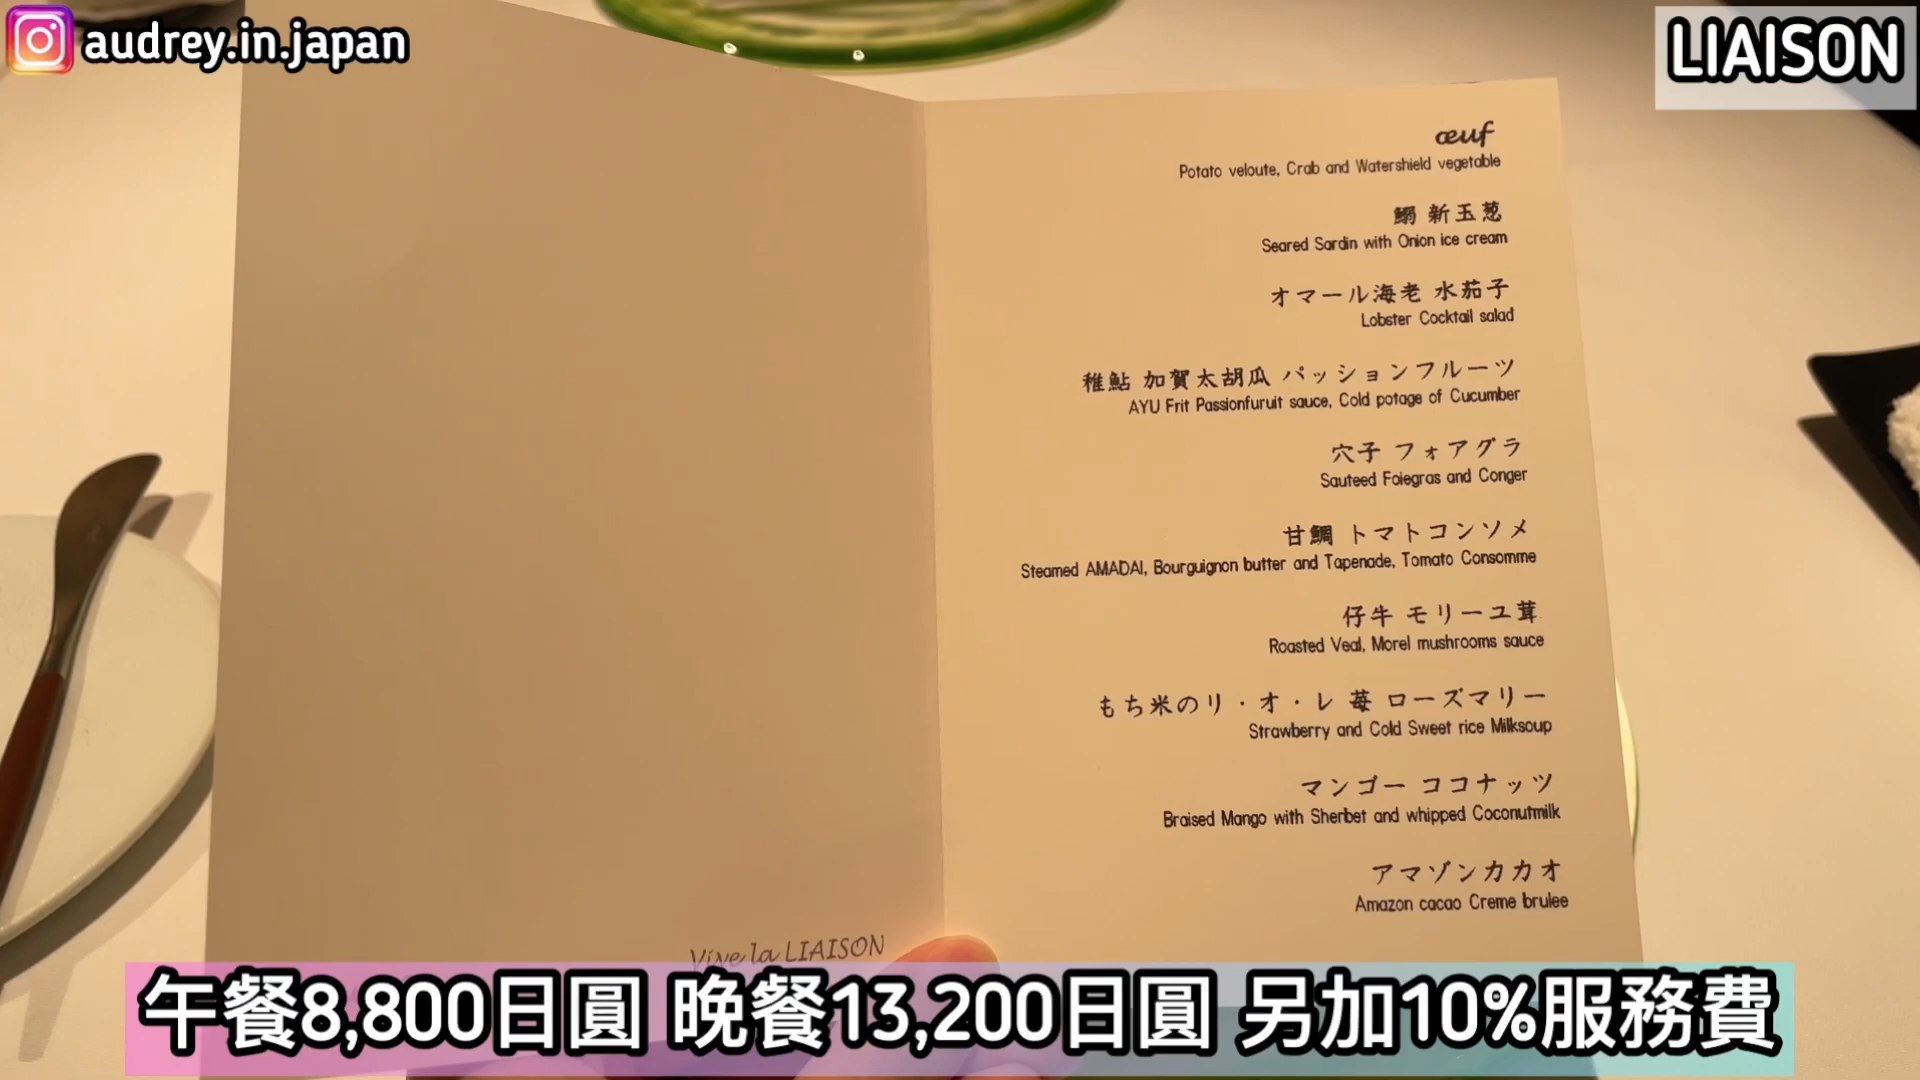 audrey.in.japan
LIAISON
œuf
Potato veloute, Crab and Watershield vegetable
鰯 新玉葱
Seared Sardin with Onion ice cream
オマール海老 水茄子
Lobster Cocktail salad
稚鮎 加賀太胡瓜 パッションフルーツ
AYU Frit Passionfuruit sauce, Cold potage of Cucumber
穴子 フォアグラ
Sauteed Foiegras and Conger
甘鯛 トマトコンソメ
Steamed AMADAI, Bourguignon butter and Tapenade, Tomato Consomme
仔牛 モリーユ茸
Roasted Veal, Morel mushrooms sauce
もち米のリ・オ・レ 苺 ローズマリー
Strawberry and Cold Sweet rice Milksoup
マンゴー ココナッツ
Braised Mango with Sherbet and whipped Coconutmilk
アマゾンカカオ
Amazon cacao Creme brulee
Vive la LIAISON
午餐8,800日圓 晚餐13,200日圓 另加10%服務費